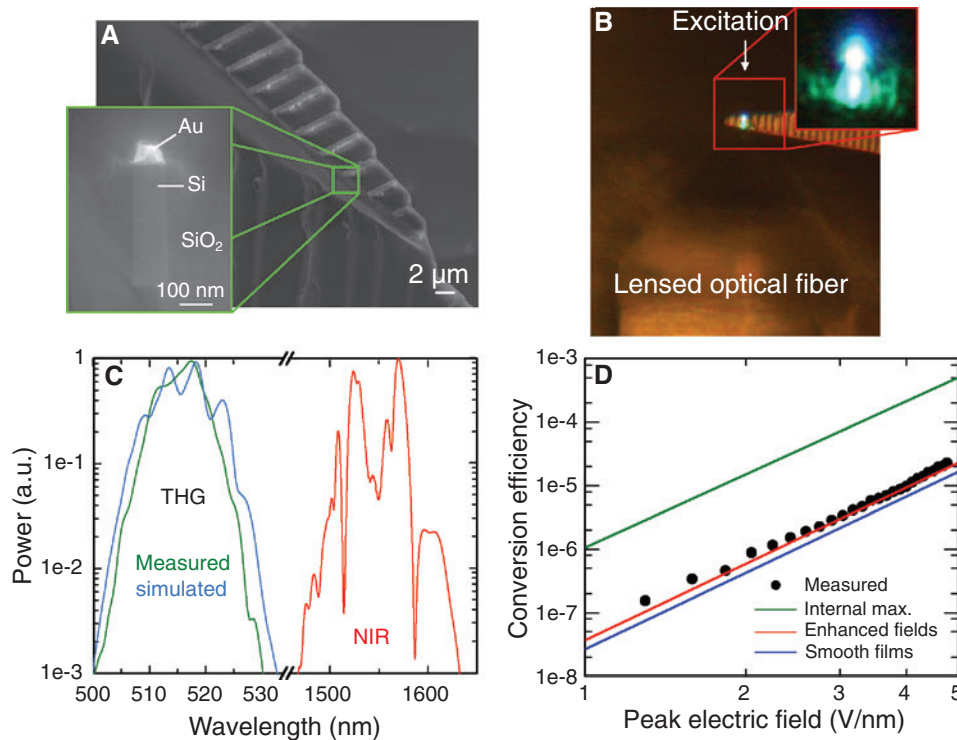 A
Au
Si
SiO₂
100 nm
2 µm
B
Excitation
Lensed optical fiber
C
Power (a.u.)
1
1e-1
1e-2
1e-3
THG
Measured
simulated
NIR
500 510 520 530 1500 1600
Wavelength (nm)
D
Conversion efficiency
1e-3
1e-4
1e-5
1e-6
1e-7
1e-8
Measured
Internal max.
Enhanced fields
Smooth films
1 2 3 4 5
Peak electric field (V/nm)